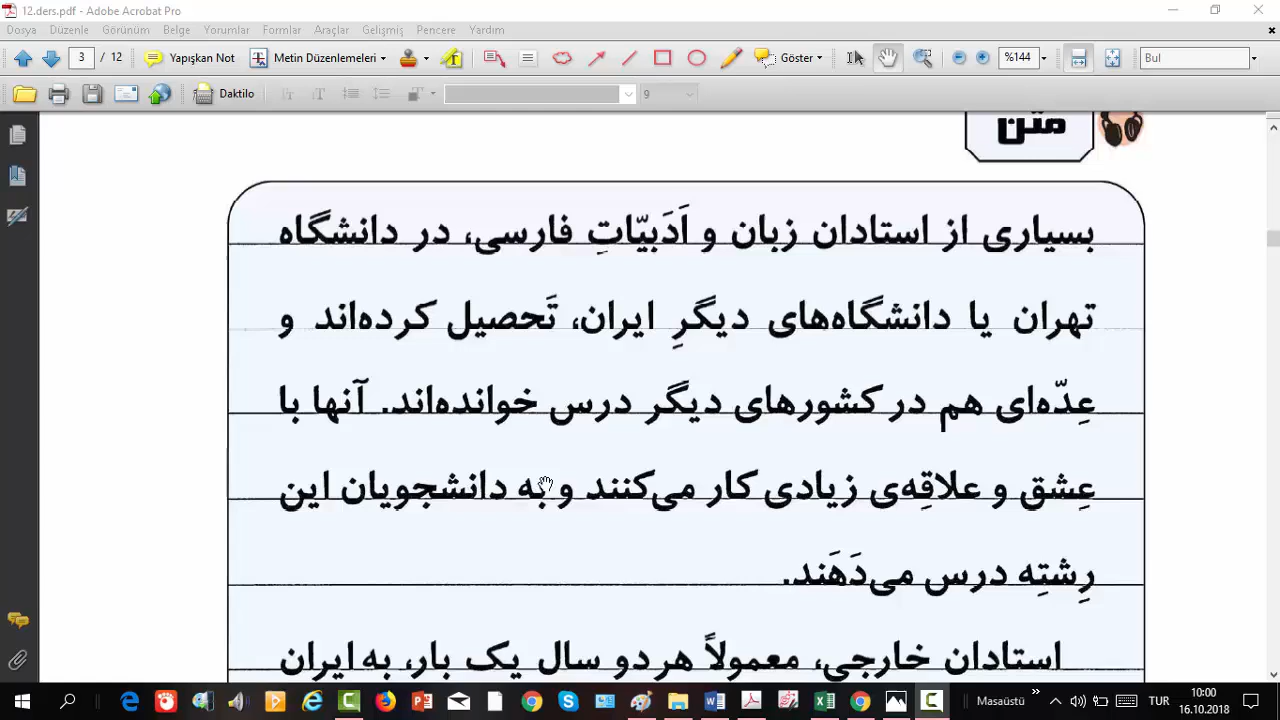 12.ders.pdf - Adobe Acrobat Pro
Dosya Düzenle Görünüm Belge Yorumlar Formlar Araçlar Gelişmiş Pencere Yardım
3 / 12 Yapışkan Not Metin Düzenlemeleri Göster %144 Bul
Daktilo 9
متن
بسیاری از استادان زبان و اَدَبیّاتِ فارسی، در دانشگاه
تهران یا دانشگاه‌های دیگرِ ایران، تَحصیل کرده‌اند و
عِدّه‌ای هم در کشورهای دیگر درس خوانده‌اند. آنها با
عِشق و علاقِه‌ی زیادی کار می‌کنند و به دانشجویان این
رِشتِه درس می‌دَهَند.
استادان خارجی، معمولاً هر دو سال یک بار، به ایران
Masaüstü TUR 10:00
16.10.2018